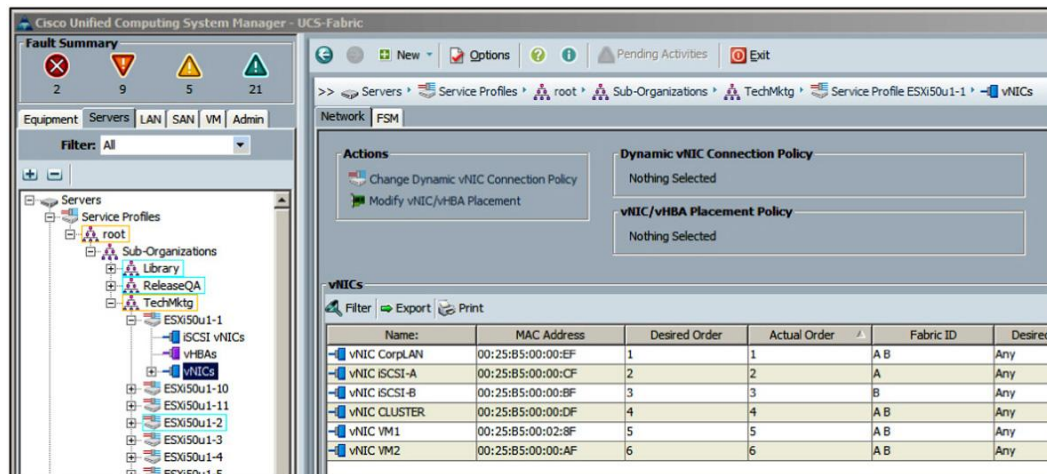 Cisco Unified Computing System Manager - UCS-Fabric
Fault Summary
2 9 5 21
New Options Pending Activities Exit
>> Servers Service Profiles root Sub-Organizations TechMktg Service Profile ESXi50u1-1 vNICs
Equipment Servers LAN SAN VM Admin
Filter: All
Servers
Service Profiles
root
Sub-Organizations
Library
ReleaseQA
TechMktg
ESXi50u1-1
iSCSI vNICs
vHBAs
vNICs
ESXi50u1-10
ESXi50u1-11
ESXi50u1-2
ESXi50u1-3
ESXi50u1-4
ESXi50u1-5
Network FSM
Actions
Change Dynamic vNIC Connection Policy
Modify vNIC/vHBA Placement
Dynamic vNIC Connection Policy
Nothing Selected
vNIC/vHBA Placement Policy
Nothing Selected
vNICs
Filter Export Print
Name: MAC Address Desired Order Actual Order Fabric ID Desired
vNIC CorpLAN 00:25:B5:00:00:EF 1 1 A B Any
vNIC iSCSI-A 00:25:B5:00:00:CF 2 2 A Any
vNIC iSCSI-B 00:25:B5:00:00:BF 3 3 B Any
vNIC CLUSTER 00:25:B5:00:00:DF 4 4 A B Any
vNIC VM1 00:25:B5:00:02:8F 5 5 A B Any
vNIC VM2 00:25:B5:00:00:AF 6 6 A B Any